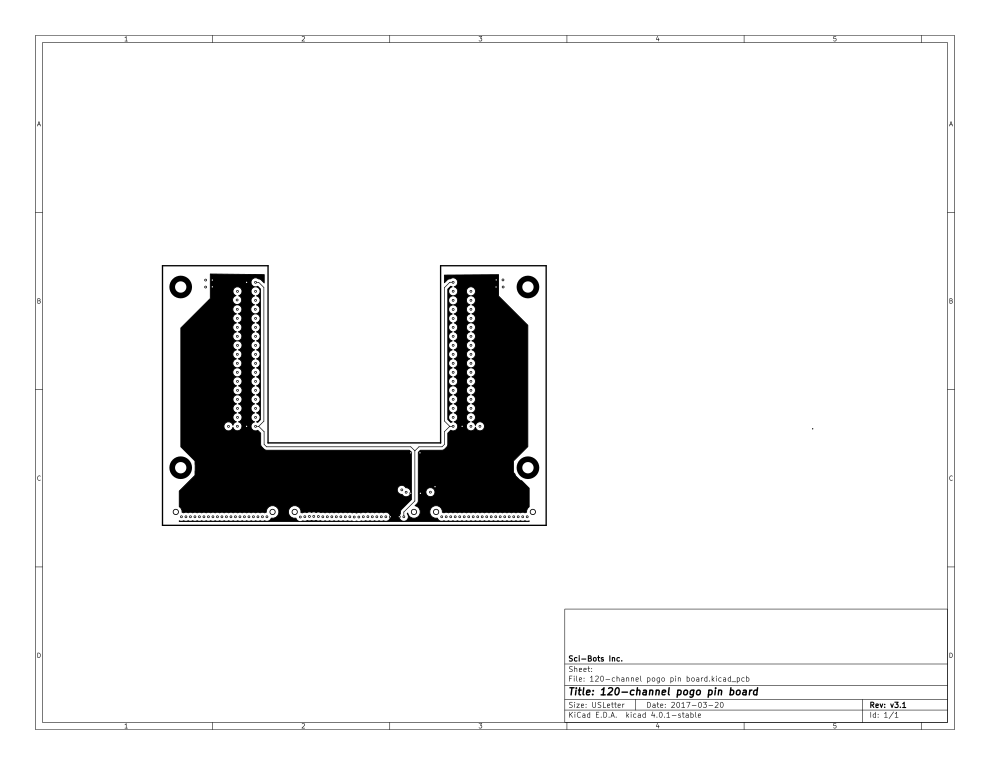 1 2 3 4 5
A A
B B
C C
Sci-Bots Inc.
D D
Sheet:
File: 120-channel pogo pin board.kicad_pcb
Title: 120-channel pogo pin board
Size: USLetter Date: 2017-03-20 Rev: v3.1
KiCad E.D.A. kicad 4.0.1-stable Id: 1/1
1 2 3 4 5